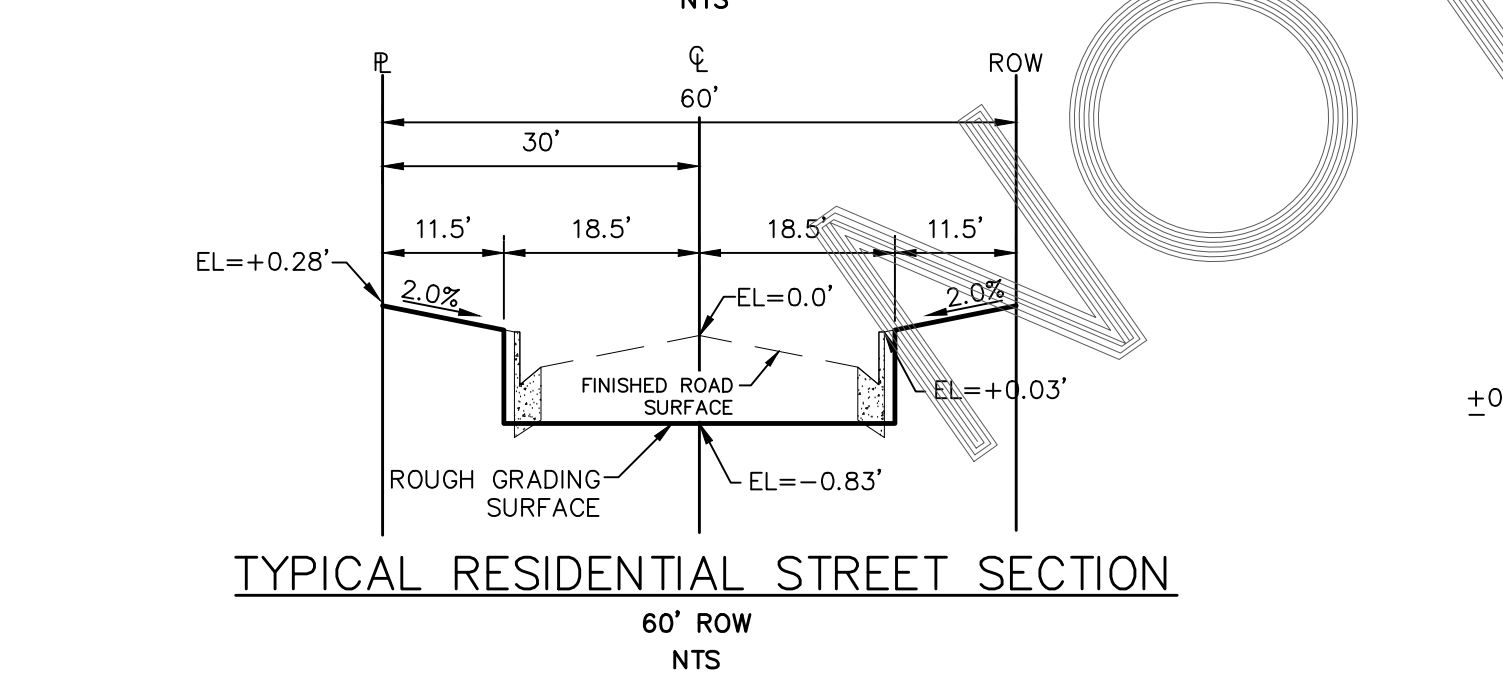 NTS
℄
ROW
60'
30'
11.5'
18.5'
18.5'
11.5'
EL=+0.28'
2.0%
EL=0.0'
2.0%
FINISHED ROAD
SURFACE
EL=+0.03'
±0
ROUGH GRADING
SURFACE
EL=−0.83'
TYPICAL RESIDENTIAL STREET SECTION
60' ROW
NTS